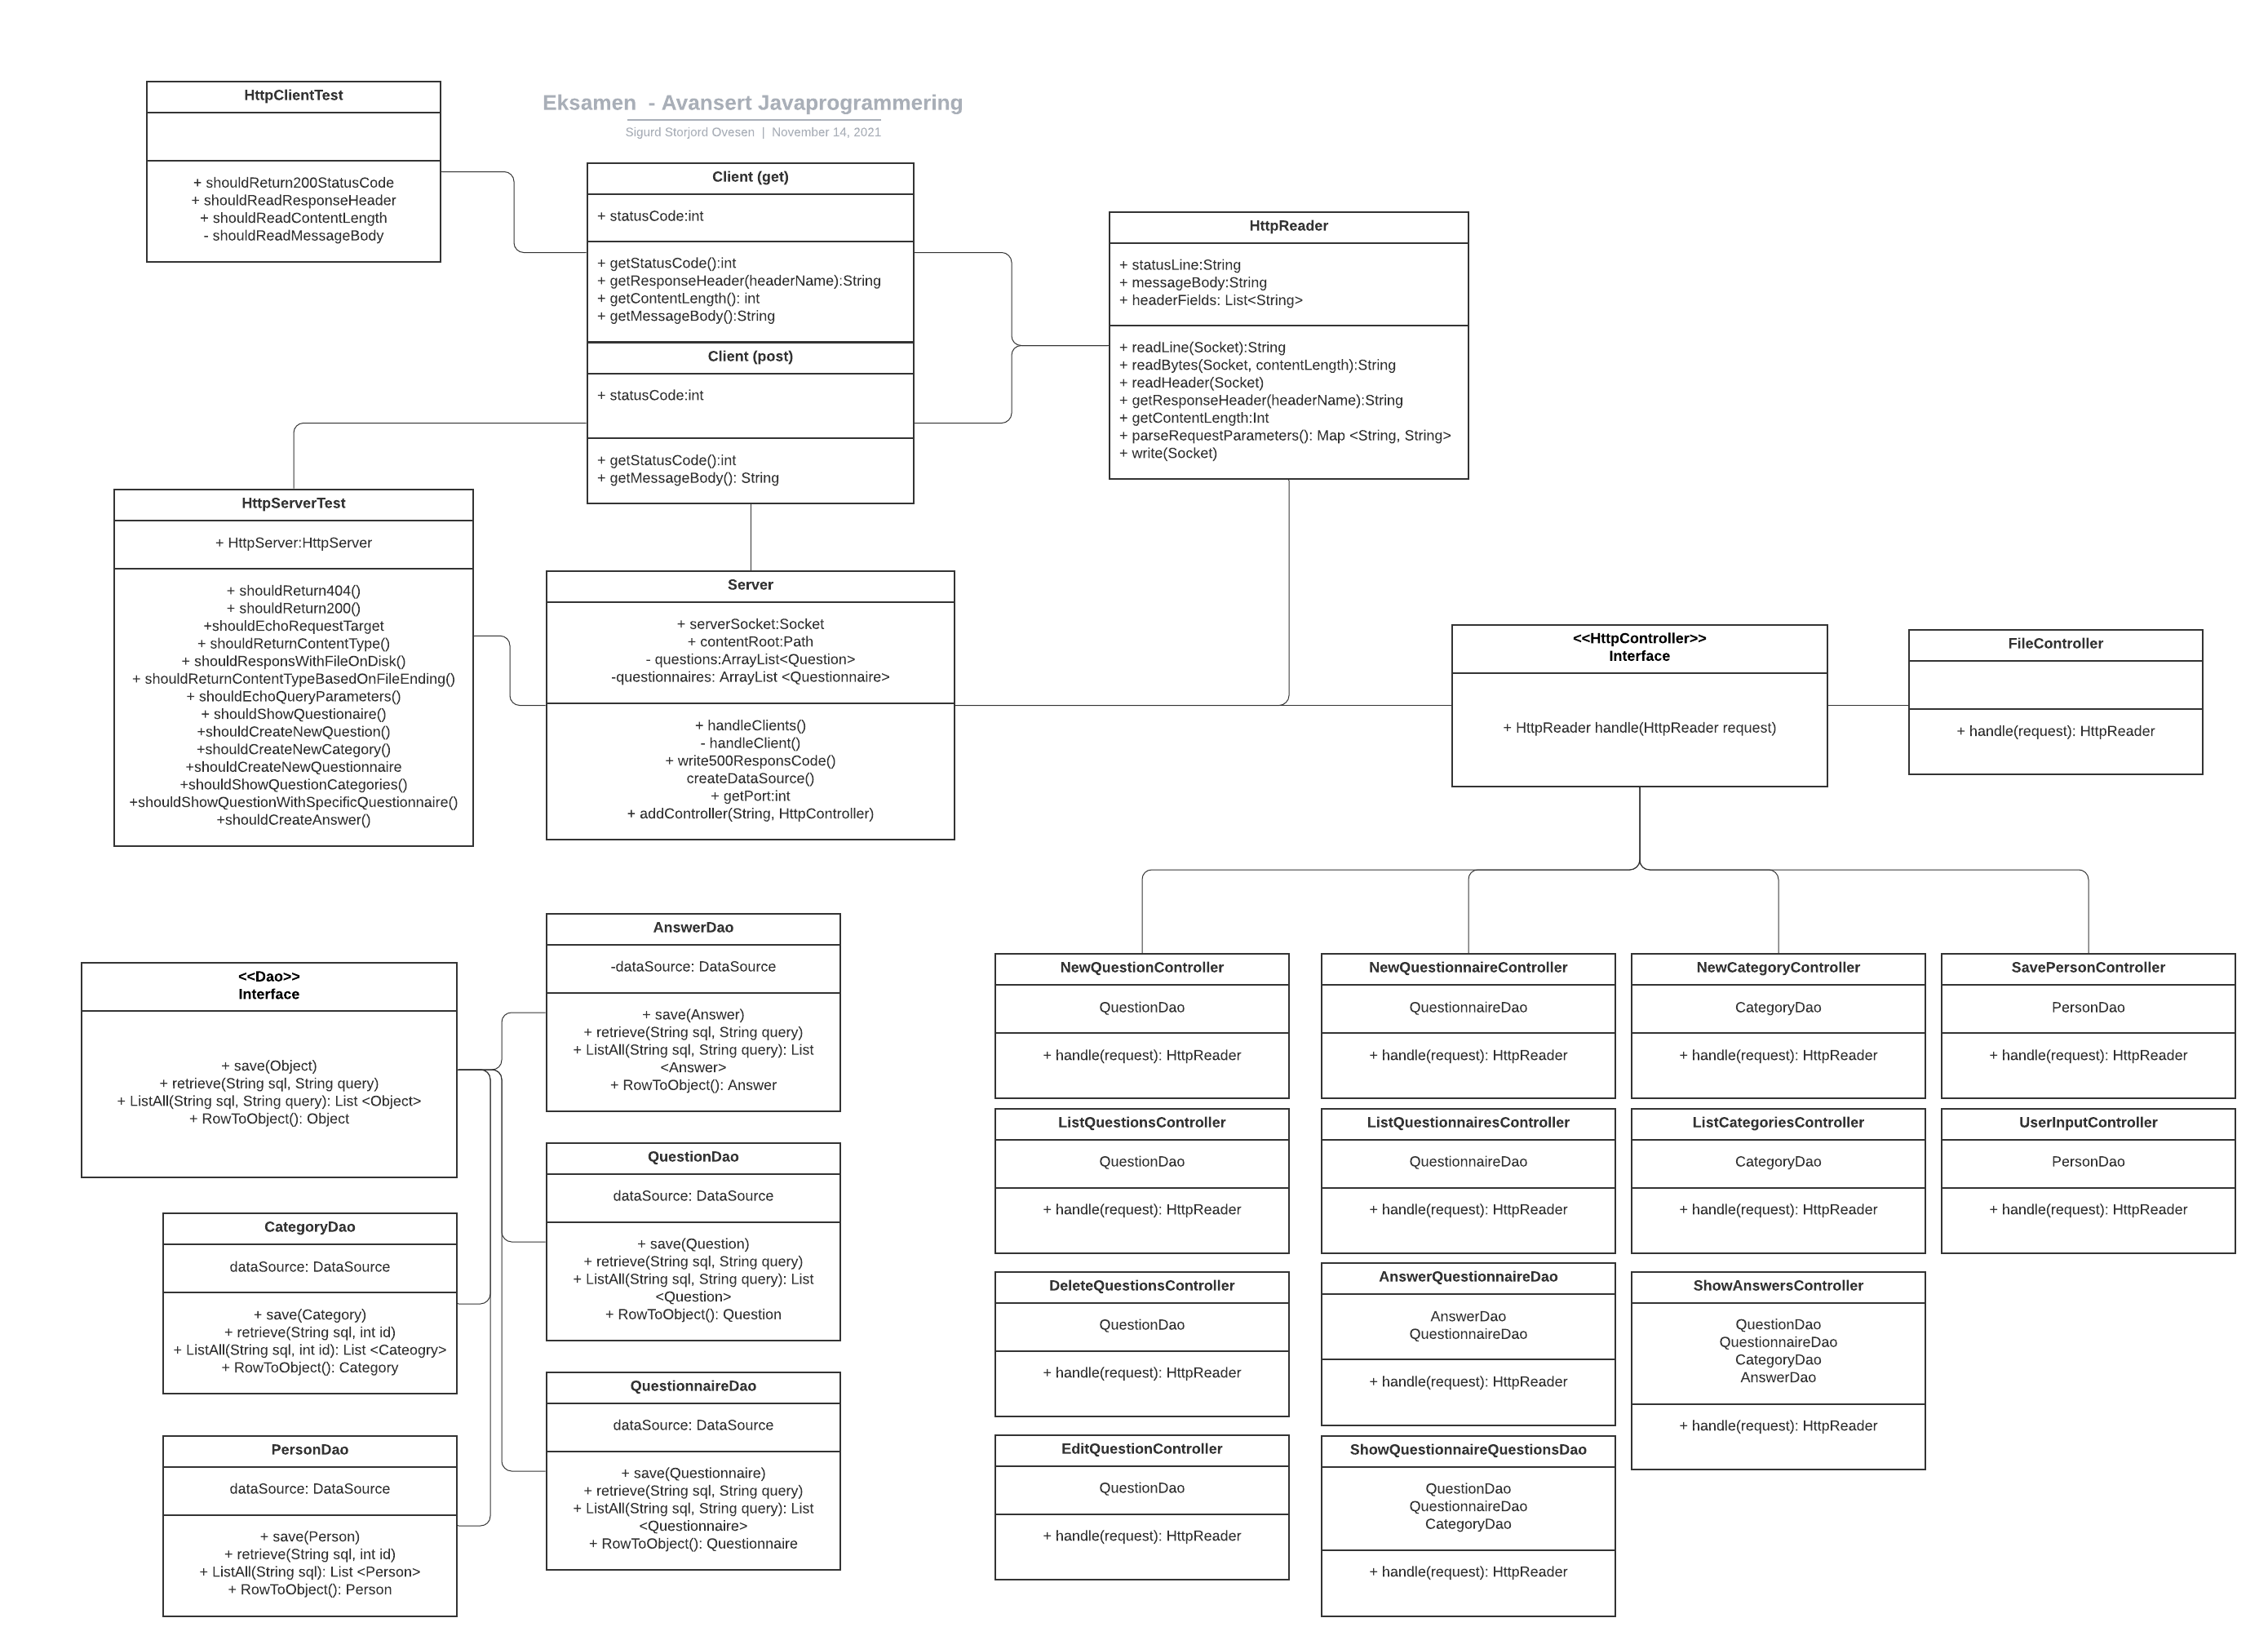 Eksamen  - Avansert Javaprogrammering
Sigurd Storjord Ovesen  |  November 14, 2021
HttpClientTest
+ shouldReturn200StatusCode
+ shouldReadResponseHeader
+ shouldReadContentLength
- shouldReadMessageBody
Client (get)
+ statusCode:int
+ getStatusCode():int
+ getResponseHeader(headerName):String
+ getContentLength(): int
+ getMessageBody():String
Client (post)
+ statusCode:int
+ getStatusCode():int
+ getMessageBody(): String
HttpReader
+ statusLine:String
+ messageBody:String
+ headerFields: List<String>
+ readLine(Socket):String
+ readBytes(Socket, contentLength):String
+ readHeader(Socket)
+ getResponseHeader(headerName):String
+ getContentLength:Int
+ parseRequestParameters(): Map <String, String>
+ write(Socket)
HttpServerTest
+ HttpServer:HttpServer
+ shouldReturn404()
+ shouldReturn200()
+shouldEchoRequestTarget
+ shouldReturnContentType()
+ shouldResponsWithFileOnDisk()
+ shouldReturnContentTypeBasedOnFileEnding()
+ shouldEchoQueryParameters()
+ shouldShowQuestionaire()
+shouldCreateNewQuestion()
+shouldCreateNewCategory()
+shouldCreateNewQuestionnaire
+shouldShowQuestionCategories()
+shouldShowQuestionWithSpecificQuestionnaire()
+shouldCreateAnswer()
Server
+ serverSocket:Socket
+ contentRoot:Path
- questions:ArrayList<Question>
-questionnaires: ArrayList <Questionnaire>
+ handleClients()
- handleClient()
+ write500ResponsCode()
createDataSource()
+ getPort:int
+ addController(String, HttpController)
<<HttpController>>
Interface
+ HttpReader handle(HttpReader request)
FileController
+ handle(request): HttpReader
<<Dao>>
Interface
+ save(Object)
+ retrieve(String sql, String query)
+ ListAll(String sql, String query): List <Object>
+ RowToObject(): Object
AnswerDao
-dataSource: DataSource
+ save(Answer)
+ retrieve(String sql, String query)
+ ListAll(String sql, String query): List
<Answer>
+ RowToObject(): Answer
QuestionDao
dataSource: DataSource
+ save(Question)
+ retrieve(String sql, String query)
+ ListAll(String sql, String query): List
<Question>
+ RowToObject(): Question
CategoryDao
dataSource: DataSource
+ save(Category)
+ retrieve(String sql, int id)
+ ListAll(String sql, int id): List <Cateogry>
+ RowToObject(): Category
QuestionnaireDao
dataSource: DataSource
+ save(Questionnaire)
+ retrieve(String sql, String query)
+ ListAll(String sql, String query): List
<Questionnaire>
+ RowToObject(): Questionnaire
PersonDao
dataSource: DataSource
+ save(Person)
+ retrieve(String sql, int id)
+ ListAll(String sql): List <Person>
+ RowToObject(): Person
NewQuestionController
QuestionDao
+ handle(request): HttpReader
NewQuestionnaireController
QuestionnaireDao
+ handle(request): HttpReader
NewCategoryController
CategoryDao
+ handle(request): HttpReader
SavePersonController
PersonDao
+ handle(request): HttpReader
ListQuestionsController
QuestionDao
+ handle(request): HttpReader
ListQuestionnairesController
QuestionnaireDao
+ handle(request): HttpReader
ListCategoriesController
CategoryDao
+ handle(request): HttpReader
UserInputController
PersonDao
+ handle(request): HttpReader
DeleteQuestionsController
QuestionDao
+ handle(request): HttpReader
AnswerQuestionnaireDao
AnswerDao
QuestionnaireDao
+ handle(request): HttpReader
ShowAnswersController
QuestionDao
QuestionnaireDao
CategoryDao
AnswerDao
+ handle(request): HttpReader
EditQuestionController
QuestionDao
+ handle(request): HttpReader
ShowQuestionnaireQuestionsDao
QuestionDao
QuestionnaireDao
CategoryDao
+ handle(request): HttpReader